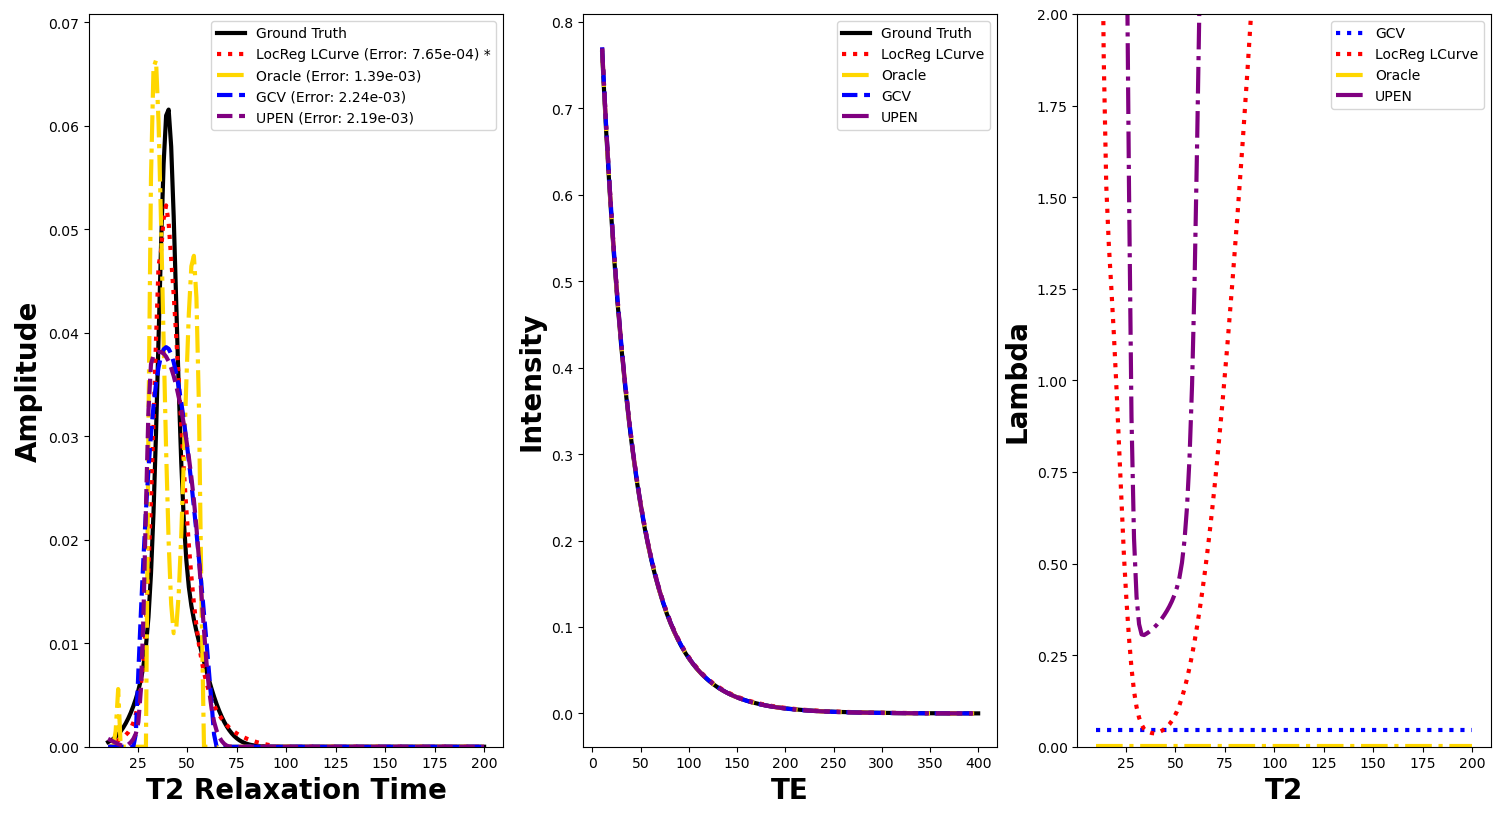 0.07
0.06
0.05
0.04
0.03
0.02
0.01
0.00
Amplitude
25 50 75 100 125 150 175 200
T2 Relaxation Time
Ground Truth
LocReg LCurve (Error: 7.65e-04) *
Oracle (Error: 1.39e-03)
GCV (Error: 2.24e-03)
UPEN (Error: 2.19e-03)
0.8
0.7
0.6
0.5
0.4
0.3
0.2
0.1
0.0
Intensity
0 50 100 150 200 250 300 350 400
TE
Ground Truth
LocReg LCurve
Oracle
GCV
UPEN
2.00
1.75
1.50
1.25
1.00
0.75
0.50
0.25
0.00
Lambda
25 50 75 100 125 150 175 200
T2
GCV
LocReg LCurve
Oracle
UPEN